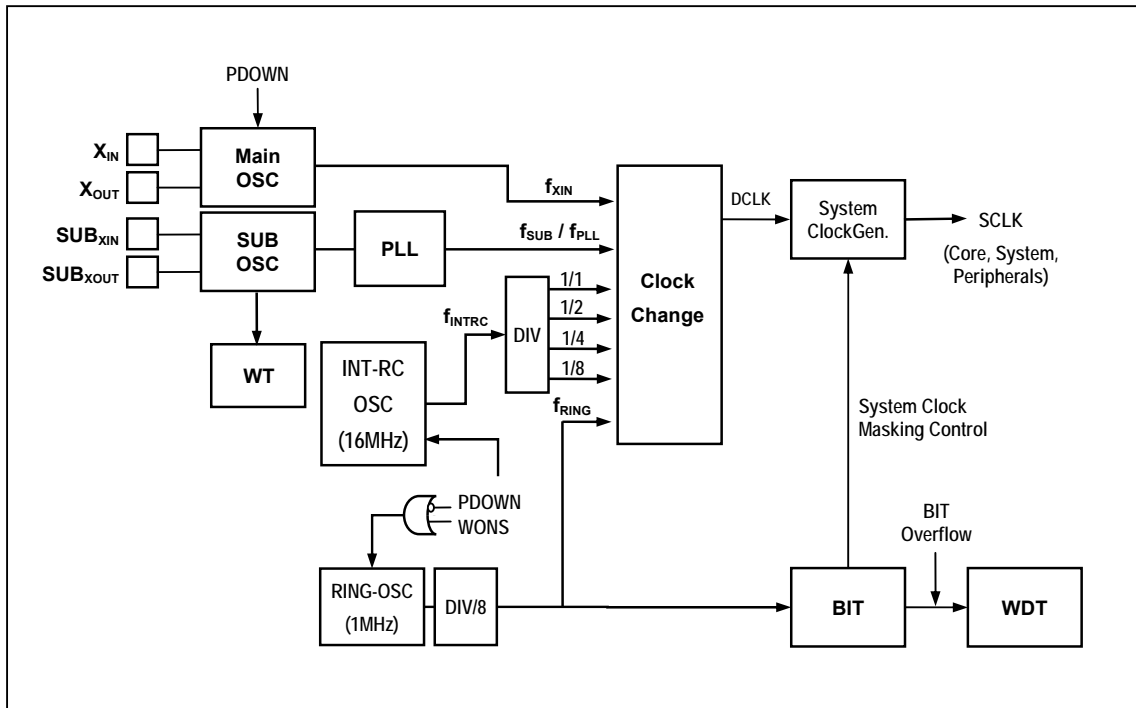 PDOWN
XIN
XOUT
Main
OSC
SUBXIN
SUBXOUT
SUB
OSC
PLL
WT
fXIN
fSUB / fPLL
fINTRC
DIV
1/1
1/2
1/4
1/8
fRING
Clock
Change
DCLK
System
ClockGen.
SCLK
(Core, System,
Peripherals)
INT-RC
OSC
(16MHz)
PDOWN
WONS
RING-OSC
(1MHz)
DIV/8
System Clock
Masking Control
BIT
BIT
Overflow
WDT